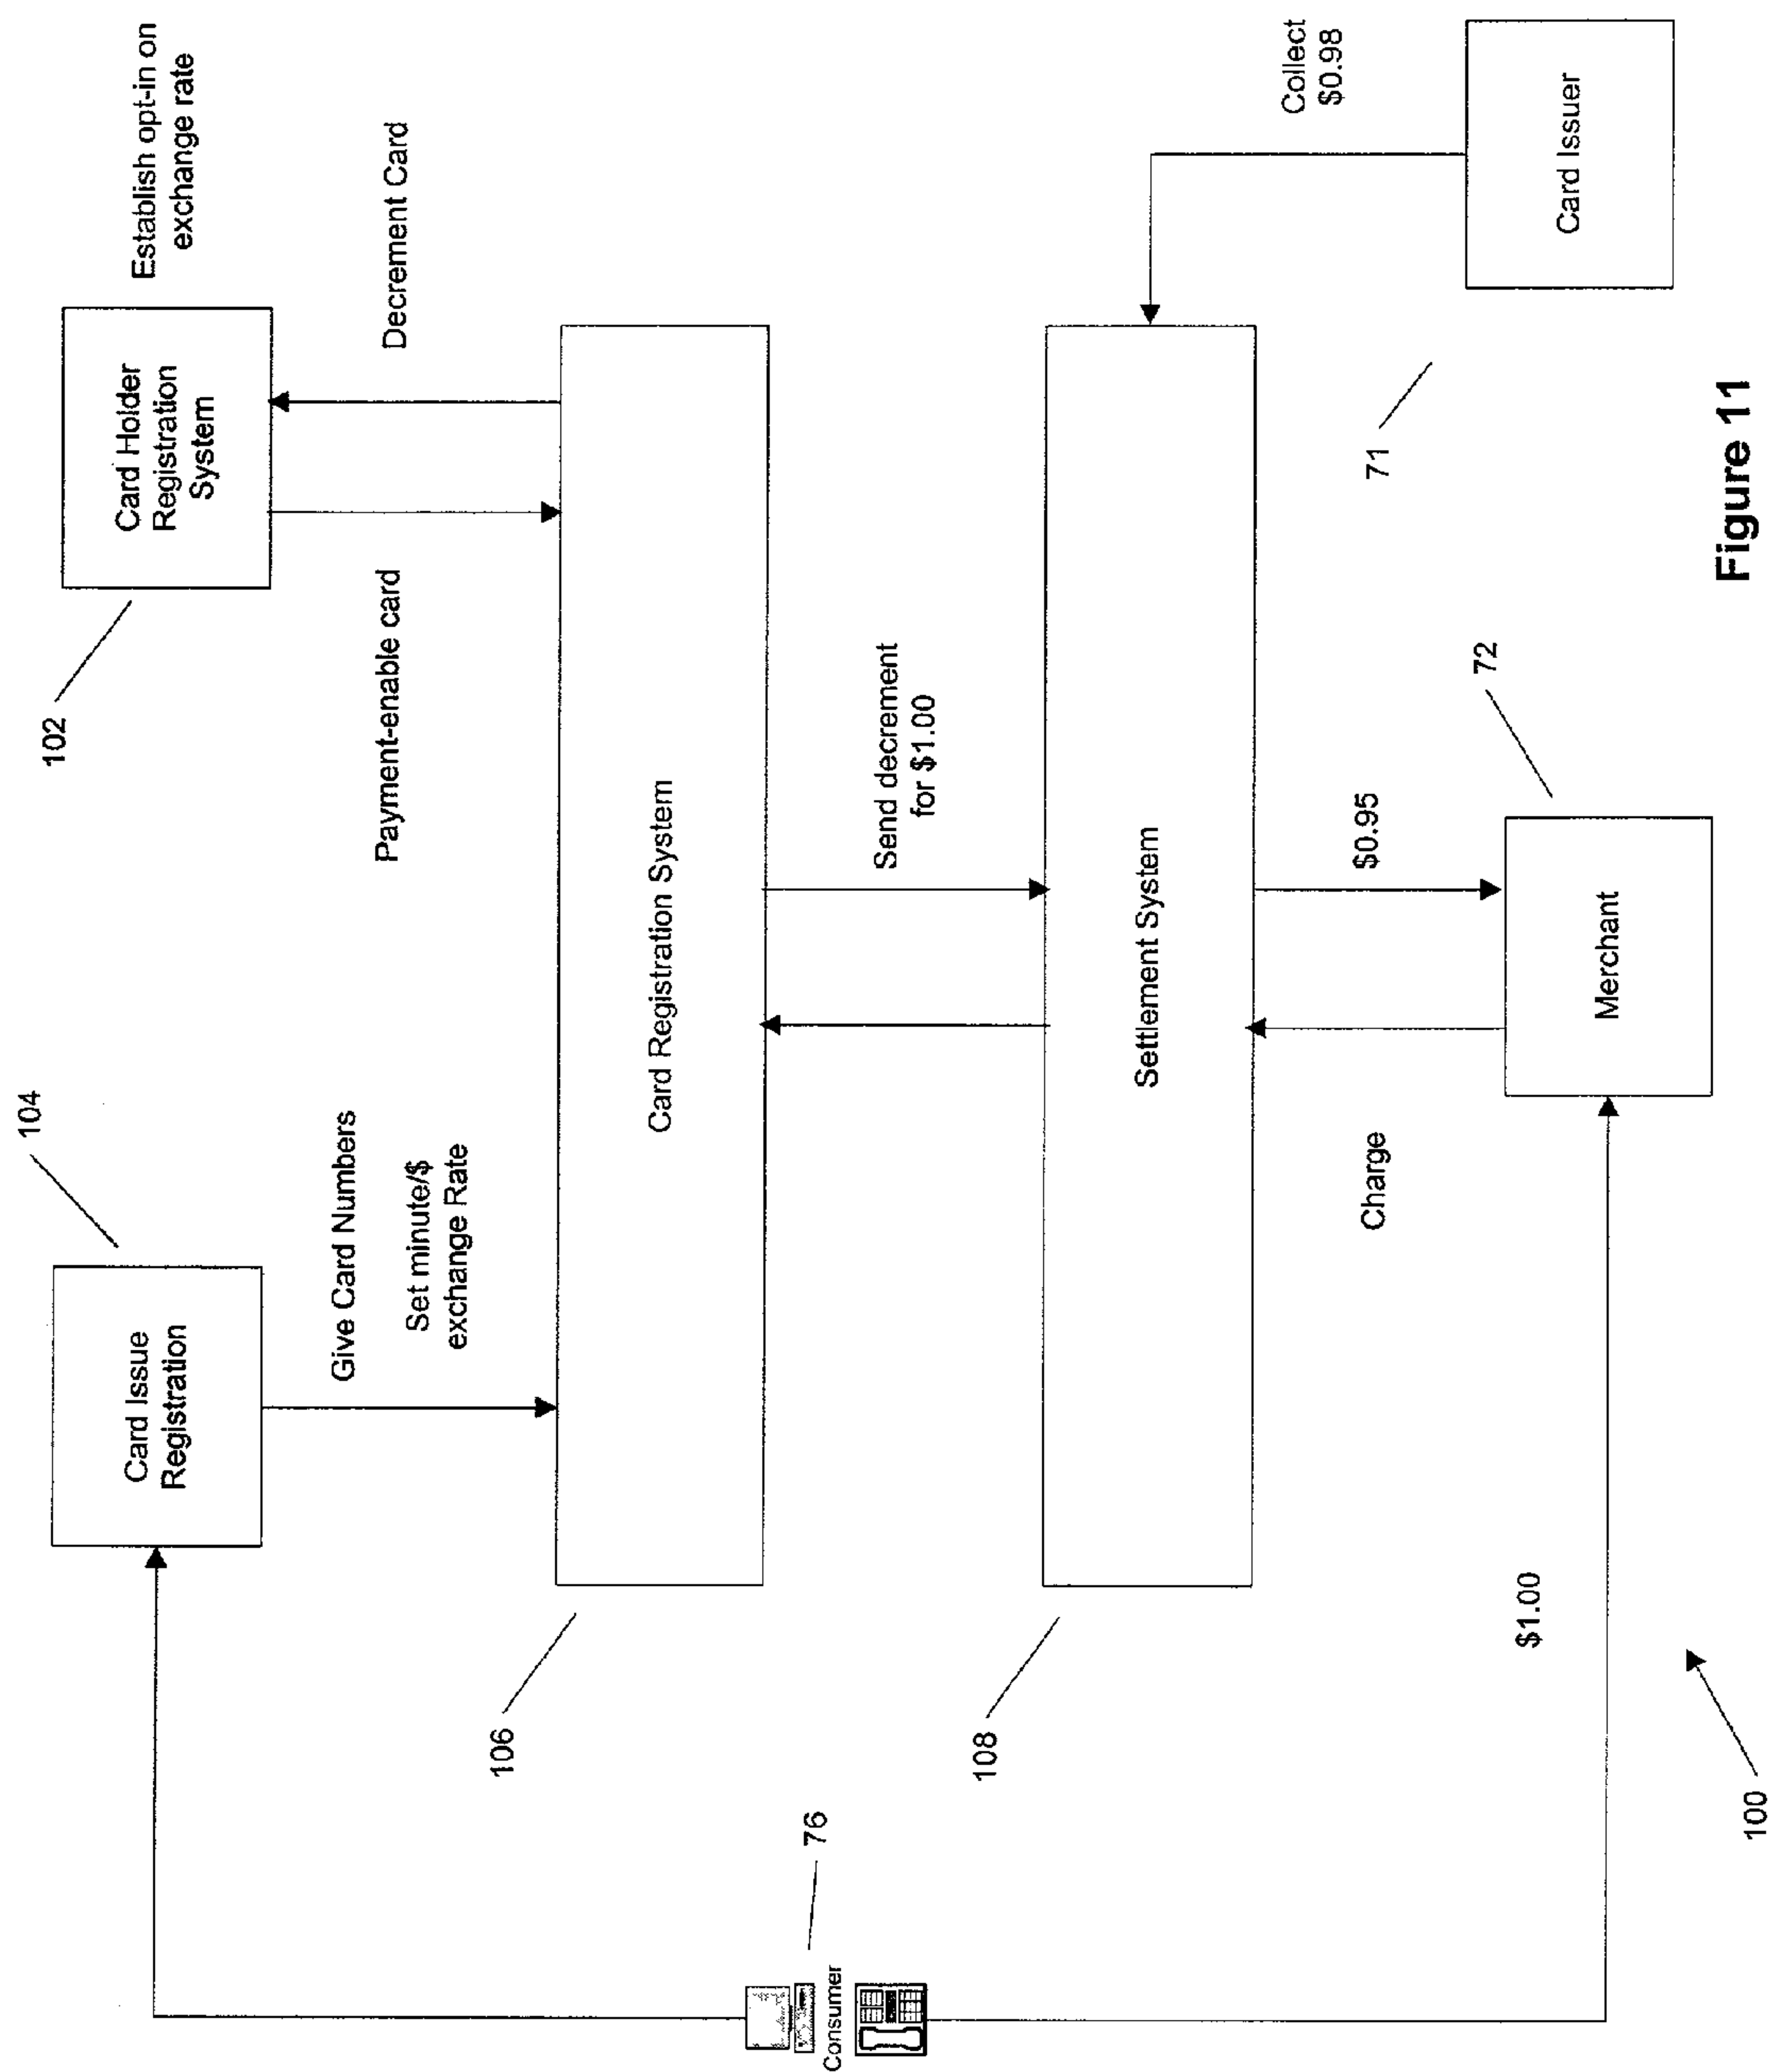 104
102
Card Issue
Registration
Card Holder
Registration
System
Establish opt-in on
exchange rate
Give Card Numbers
Set minute/$
exchange Rate
Payment-enable card
Decrement Card
106
Card Registration System
76
Consumer
Send decrement
for $1.00
108
Settlement System
Collect
$0.98
Charge
$0.95
72
71
$1.00
Merchant
Card Issuer
100
Figure 11